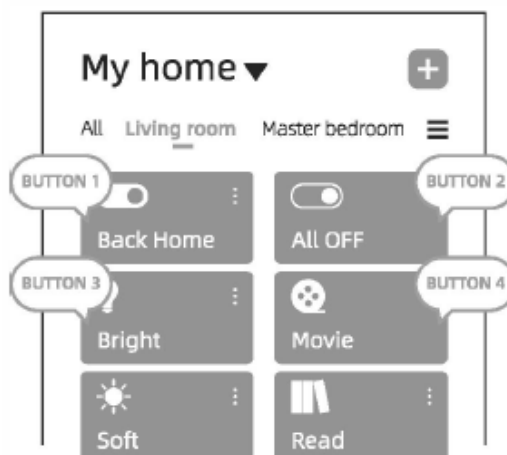 My home
All Living room Master bedroom
BUTTON 1 BUTTON 2
Back Home All OFF
BUTTON 3 BUTTON 4
Bright Movie
Soft Read